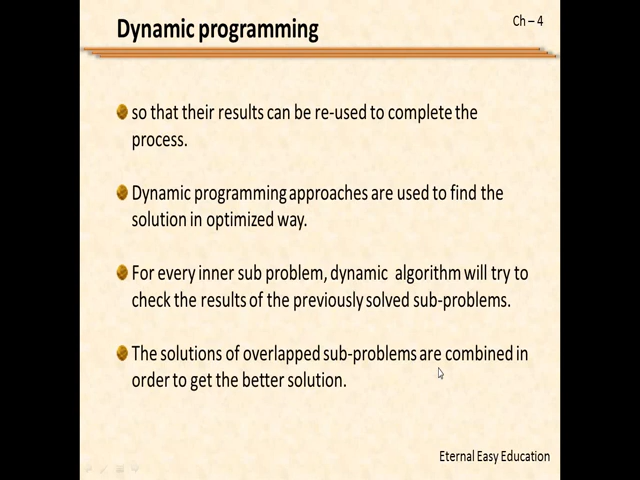 Dynamic programming
Ch – 4
so that their results can be re-used to complete the
process.
Dynamic programming approaches are used to find the
solution in optimized way.
For every inner sub problem, dynamic algorithm will try to
check the results of the previously solved sub-problems.
The solutions of overlapped sub-problems are combined in
order to get the better solution.
Eternal Easy Education